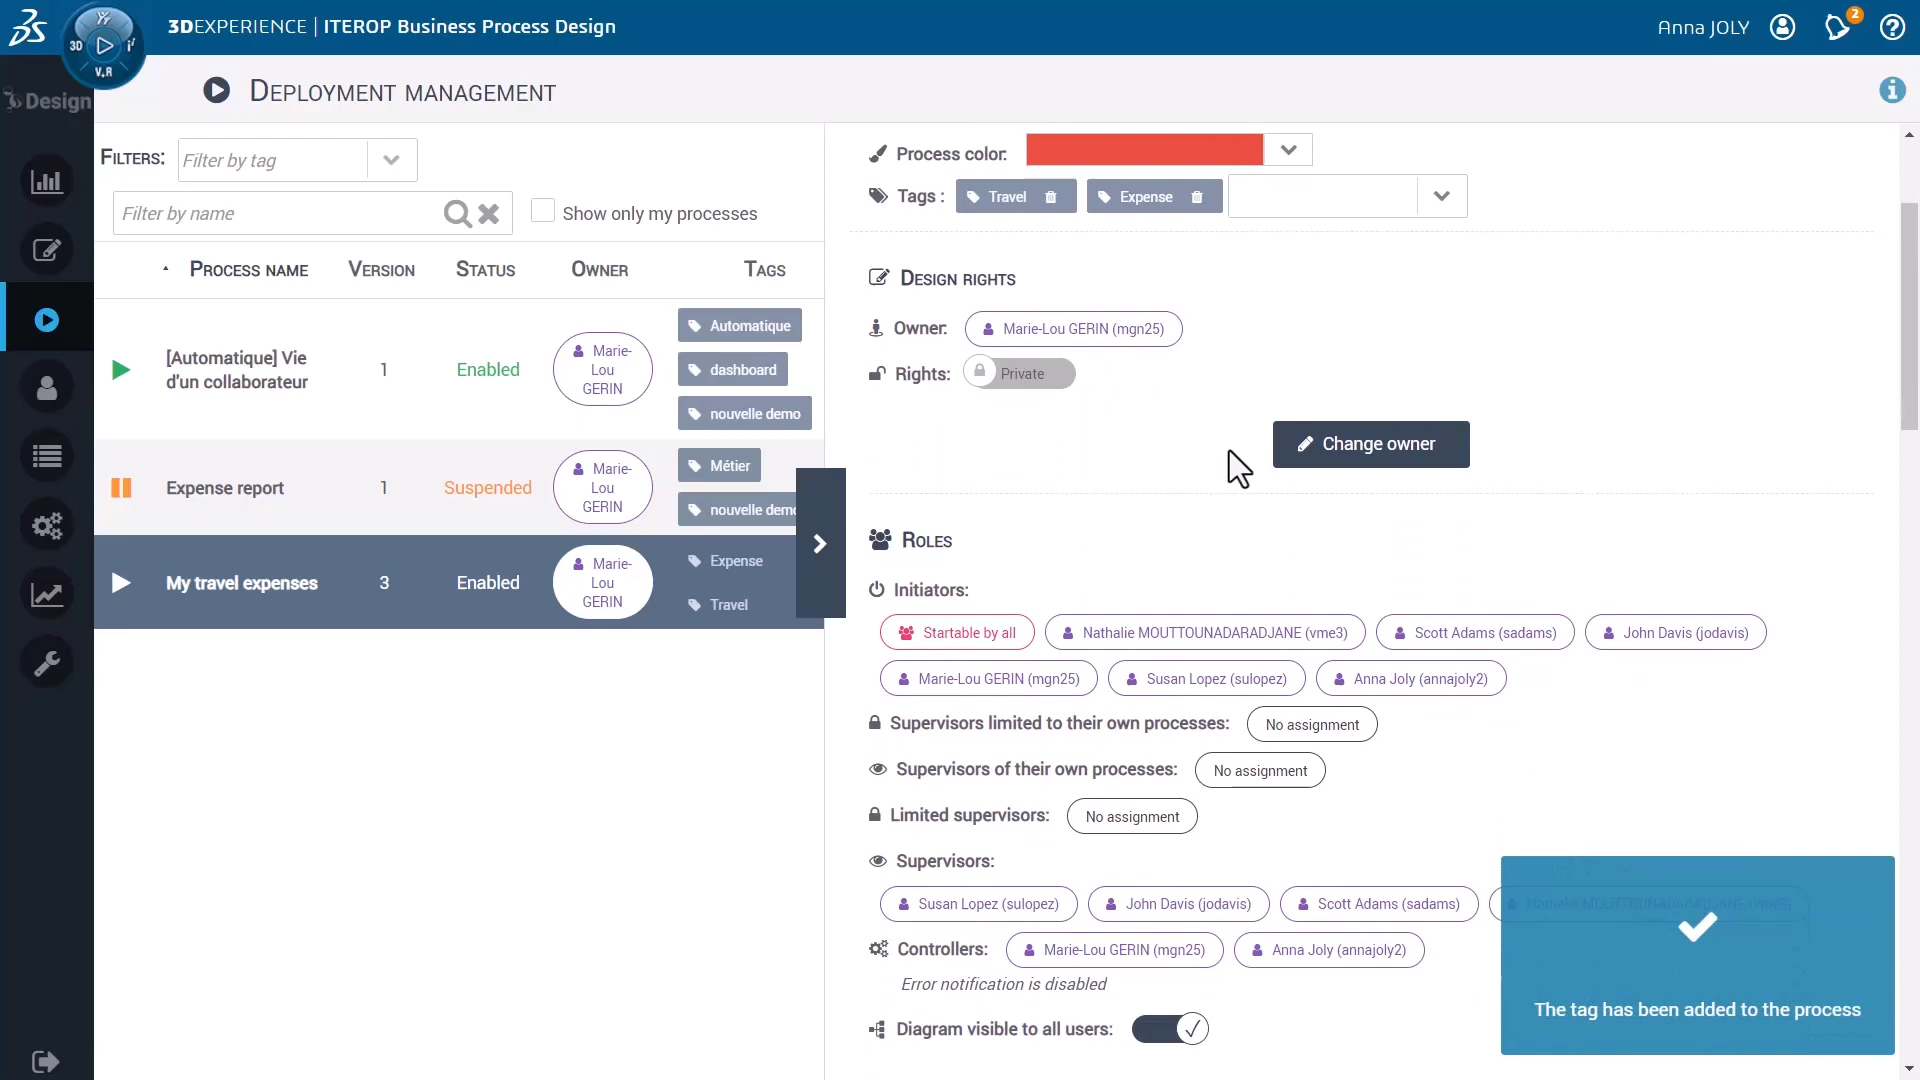 3DEXPERIENCE | ITEROP Business Process Design
Anna JOLY
2
3D
V.R
Design
DEPLOYMENT MANAGEMENT
FILTERS:
Filter by tag
Filter by name
Show only my processes
PROCESS NAME
VERSION
STATUS
OWNER
TAGS
[Automatique] Vie
d'un collaborateur
1
Enabled
Marie-
Lou
GERIN
Automatique
dashboard
nouvelle demo
Expense report
1
Suspended
Marie-
Lou
GERIN
Métier
nouvelle demo
My travel expenses
3
Enabled
Marie-
Lou
GERIN
Expense
Travel
Process color:
Tags :
Travel
Expense
DESIGN RIGHTS
Owner:
Marie-Lou GERIN (mgn25)
Rights:
Private
Change owner
ROLES
Initiators:
Startable by all
Nathalie MOUTTOUNADARADJANE (vme3)
Scott Adams (sadams)
John Davis (jodavis)
Marie-Lou GERIN (mgn25)
Susan Lopez (sulopez)
Anna Joly (annajoly2)
Supervisors limited to their own processes:
No assignment
Supervisors of their own processes:
No assignment
Limited supervisors:
No assignment
Supervisors:
Susan Lopez (sulopez)
John Davis (jodavis)
Scott Adams (sadams)
Nathalie MOUTTOUNADARADJANE (vme3)
Controllers:
Marie-Lou GERIN (mgn25)
Anna Joly (annajoly2)
Error notification is disabled
Diagram visible to all users:
The tag has been added to the process